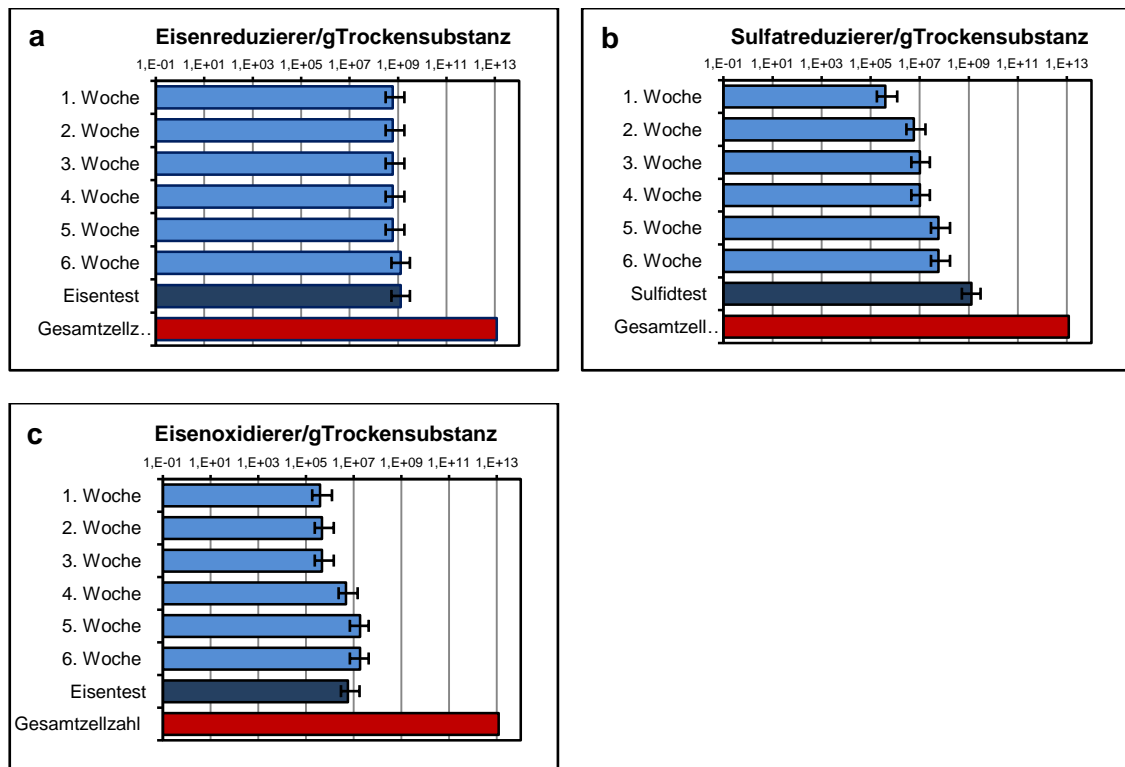 a
Eisenreduzierer/gTrockensubstanz
1,E-01 1,E+01 1,E+03 1,E+05 1,E+07 1,E+09 1,E+11 1,E+13
1. Woche
2. Woche
3. Woche
4. Woche
5. Woche
6. Woche
Eisentest
Gesamtzellz…
b
Sulfatreduzierer/gTrockensubstanz
1,E-01 1,E+01 1,E+03 1,E+05 1,E+07 1,E+09 1,E+11 1,E+13
1. Woche
2. Woche
3. Woche
4. Woche
5. Woche
6. Woche
Sulfidtest
Gesamtzell…
c
Eisenoxidierer/gTrockensubstanz
1,E-01 1,E+01 1,E+03 1,E+05 1,E+07 1,E+09 1,E+11 1,E+13
1. Woche
2. Woche
3. Woche
4. Woche
5. Woche
6. Woche
Eisentest
Gesamtzellzahl